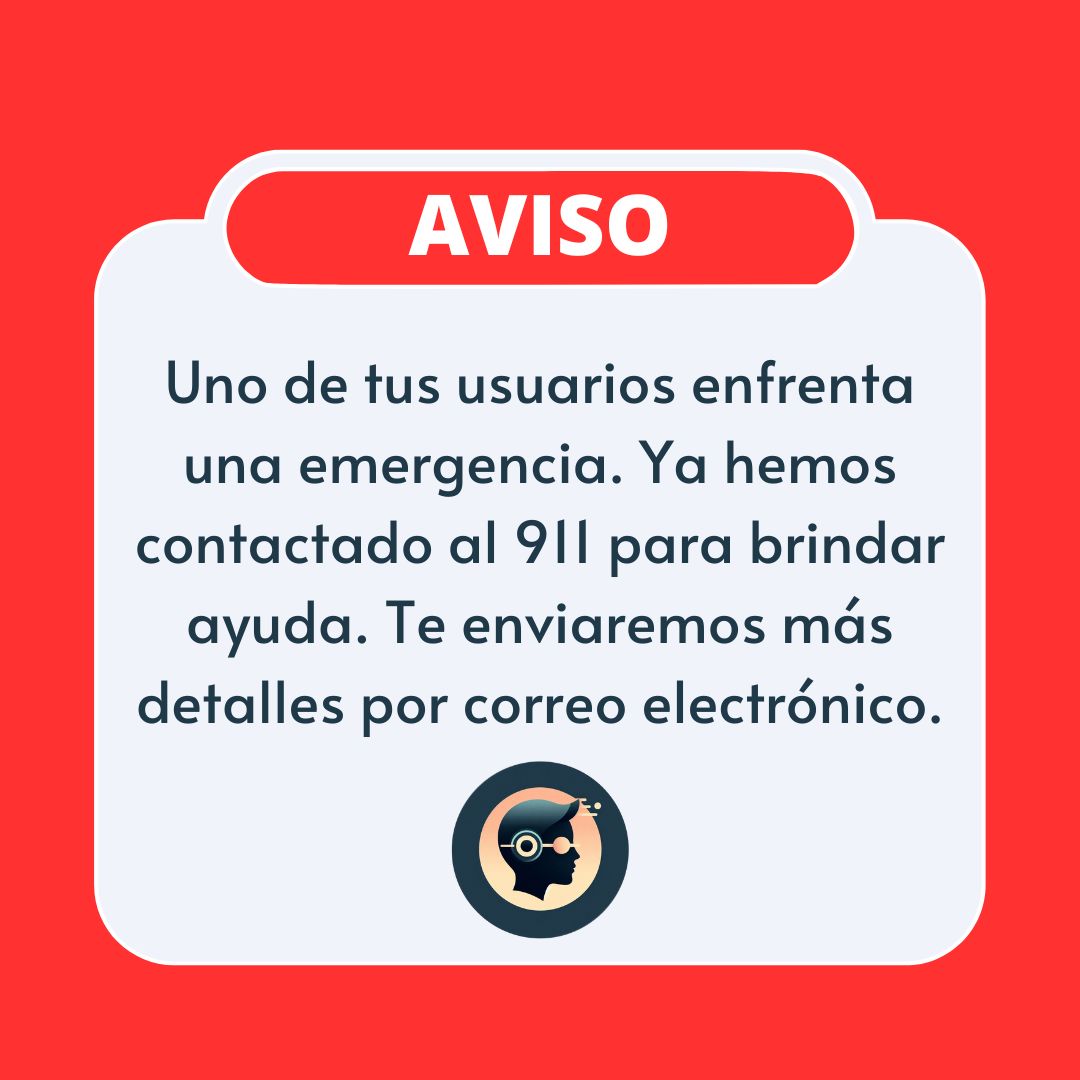 AVISO
Uno de tus usuarios enfrenta
una emergencia. Ya hemos
contactado al 911 para brindar
ayuda. Te enviaremos más
detalles por correo electrónico.